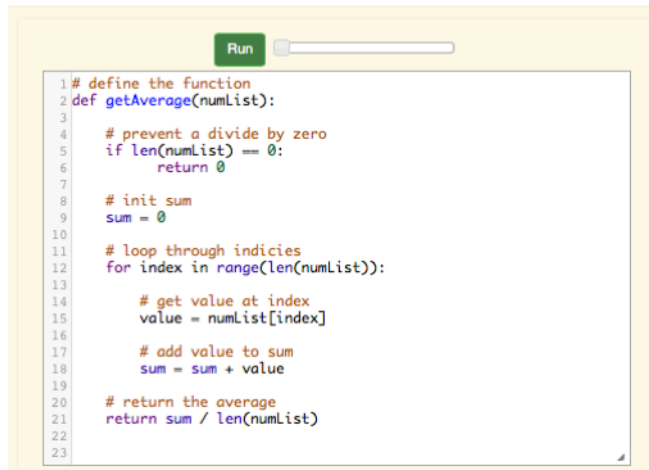 Run
1 # define the function
2 def getAverage(numList):
3
4 # prevent a divide by zero
5 if len(numList) == 0:
6 return 0
7
8 # init sum
9 sum = 0
10
11 # loop through indicies
12 for index in range(len(numList)):
13
14 # get value at index
15 value = numList[index]
16
17 # add value to sum
18 sum = sum + value
19
20 # return the average
21 return sum / len(numList)
22
23